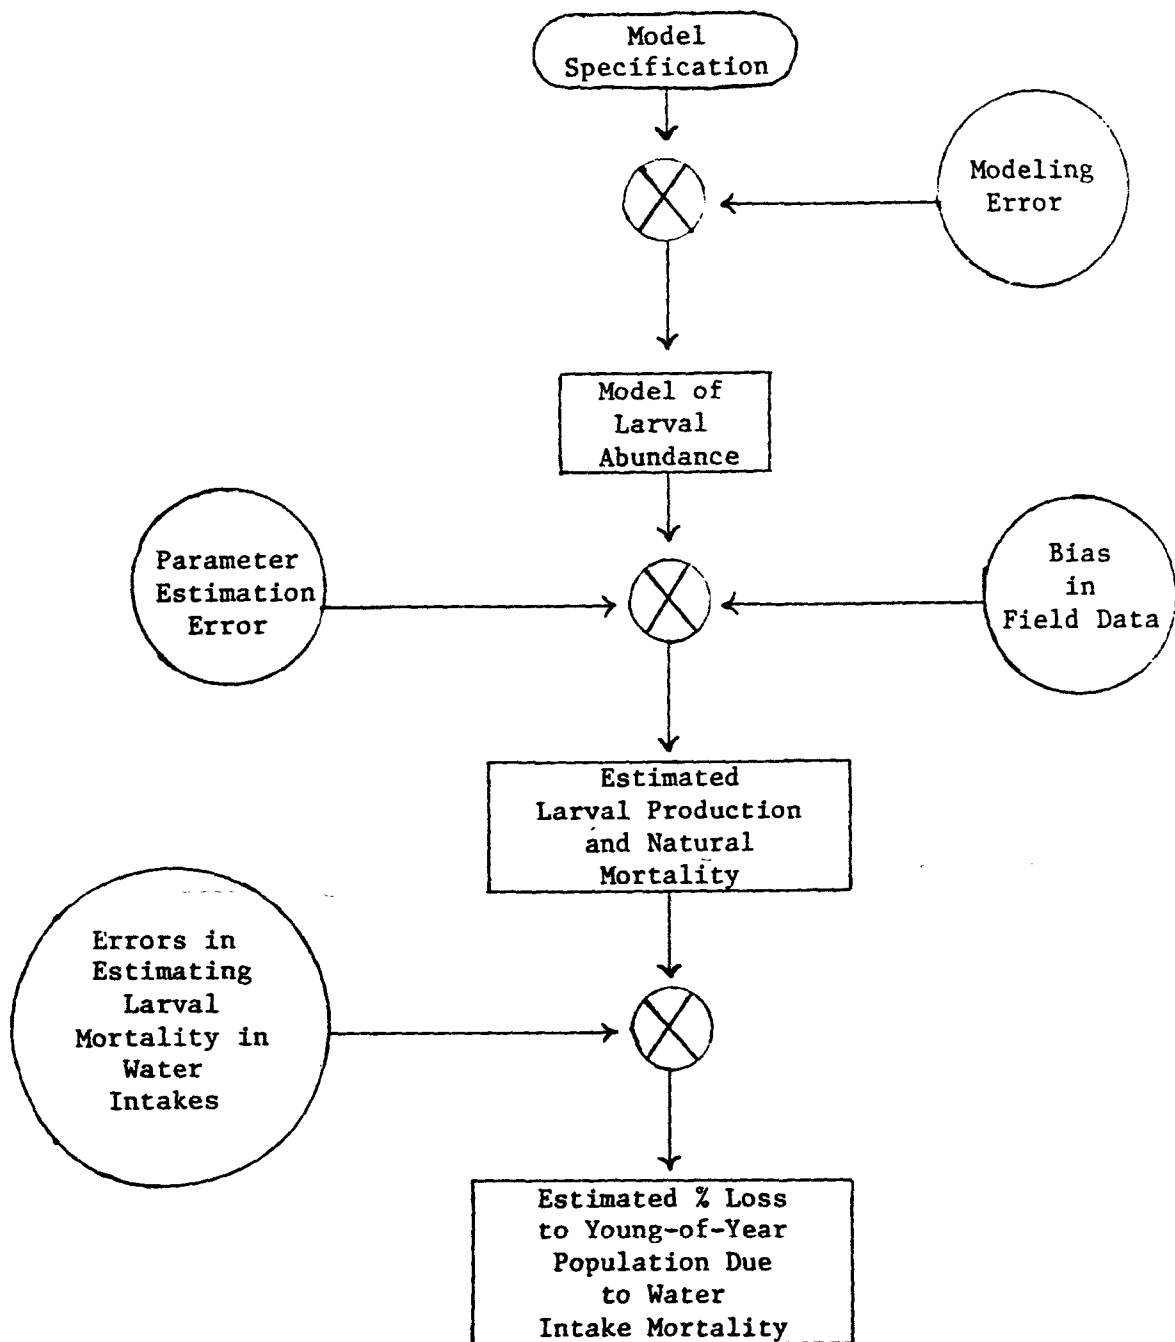 Model
Specification
Modeling
Error
Model of
Larval
Abundance
Parameter
Estimation
Error
Bias
in
Field Data
Estimated
Larval Production
and Natural
Mortality
Errors in
Estimating
Larval
Mortality in
Water
Intakes
Estimated % Loss
to Young-of-Year
Population Due
to Water
Intake Mortality